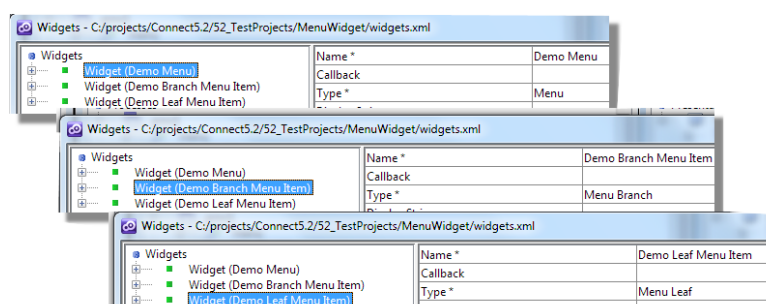 Widgets - C:/projects/Connect5.2/52_TestProjects/MenuWidget/widgets.xml
Widgets
Widget (Demo Menu)
Widget (Demo Branch Menu Item)
Widget (Demo Leaf Menu Item)
Name * Demo Menu
Callback
Type * Menu
Widgets - C:/projects/Connect5.2/52_TestProjects/MenuWidget/widgets.xml
Widgets
Widget (Demo Menu)
Widget (Demo Branch Menu Item)
Widget (Demo Leaf Menu Item)
Name * Demo Branch Menu Item
Callback
Type * Menu Branch
Widgets - C:/projects/Connect5.2/52_TestProjects/MenuWidget/widgets.xml
Widgets
Widget (Demo Menu)
Widget (Demo Branch Menu Item)
Widget (Demo Leaf Menu Item)
Name * Demo Leaf Menu Item
Callback
Type * Menu Leaf